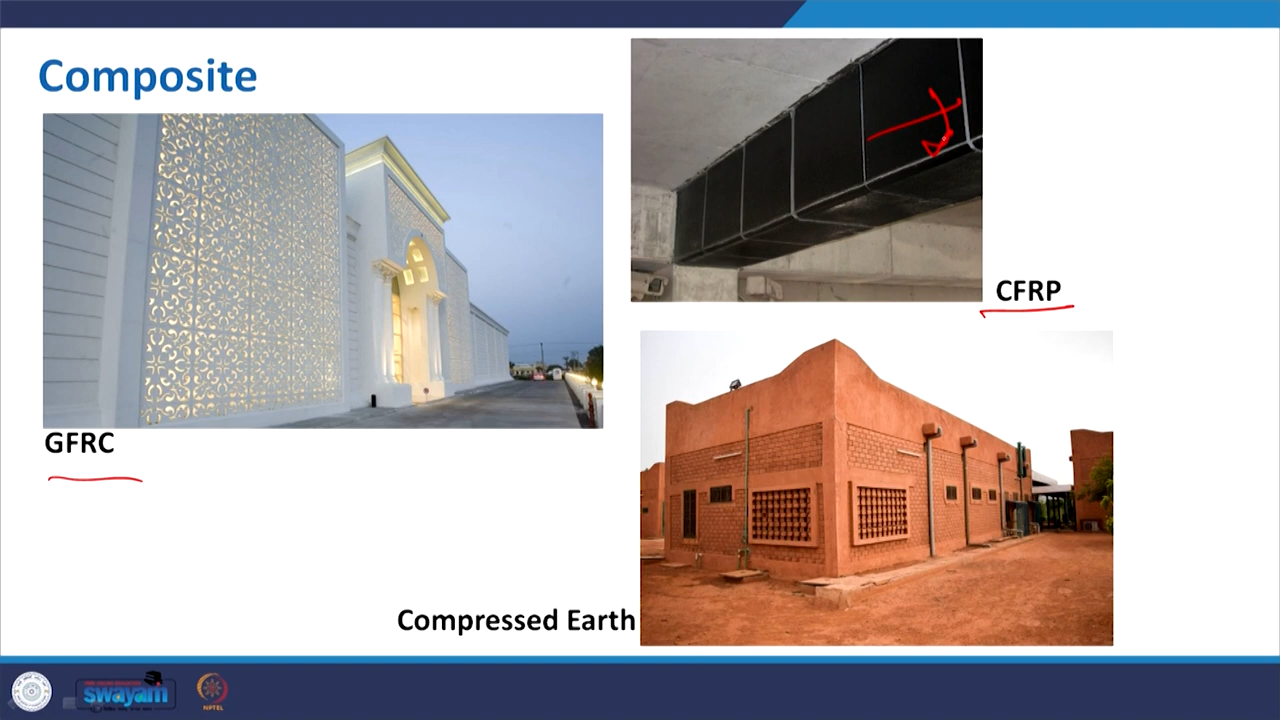 Composite
CFRP
GFRC
Compressed Earth
swayam
NPTEL